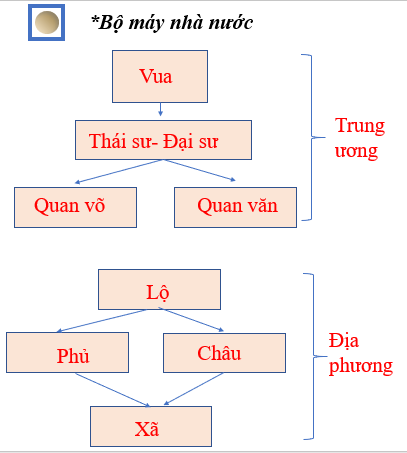 *Bộ máy nhà nước
Vua
Thái sư- Đại sư
Quan võ
Quan văn
Trung
ương
Lộ
Phủ
Châu
Xã
Địa
phương